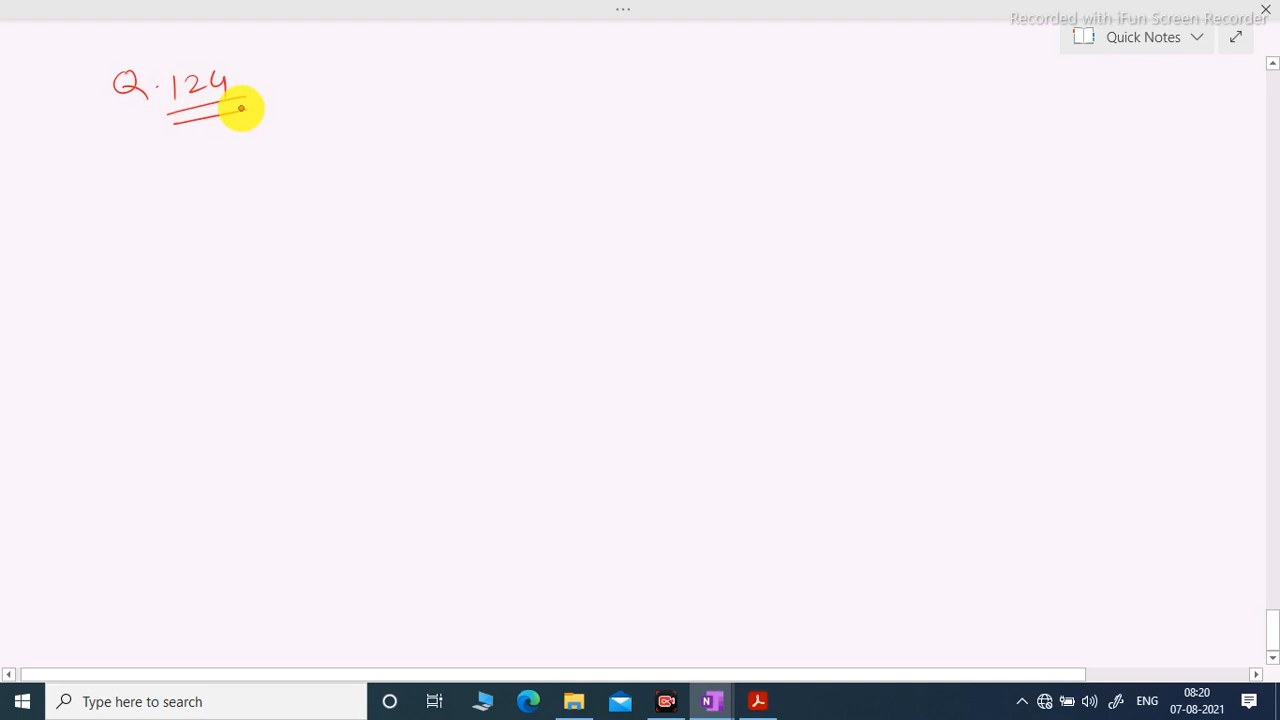 Recorded with iFun Screen Recorder
Quick Notes
Q. 124
Type here to search
ENG
08:20
07-08-2021